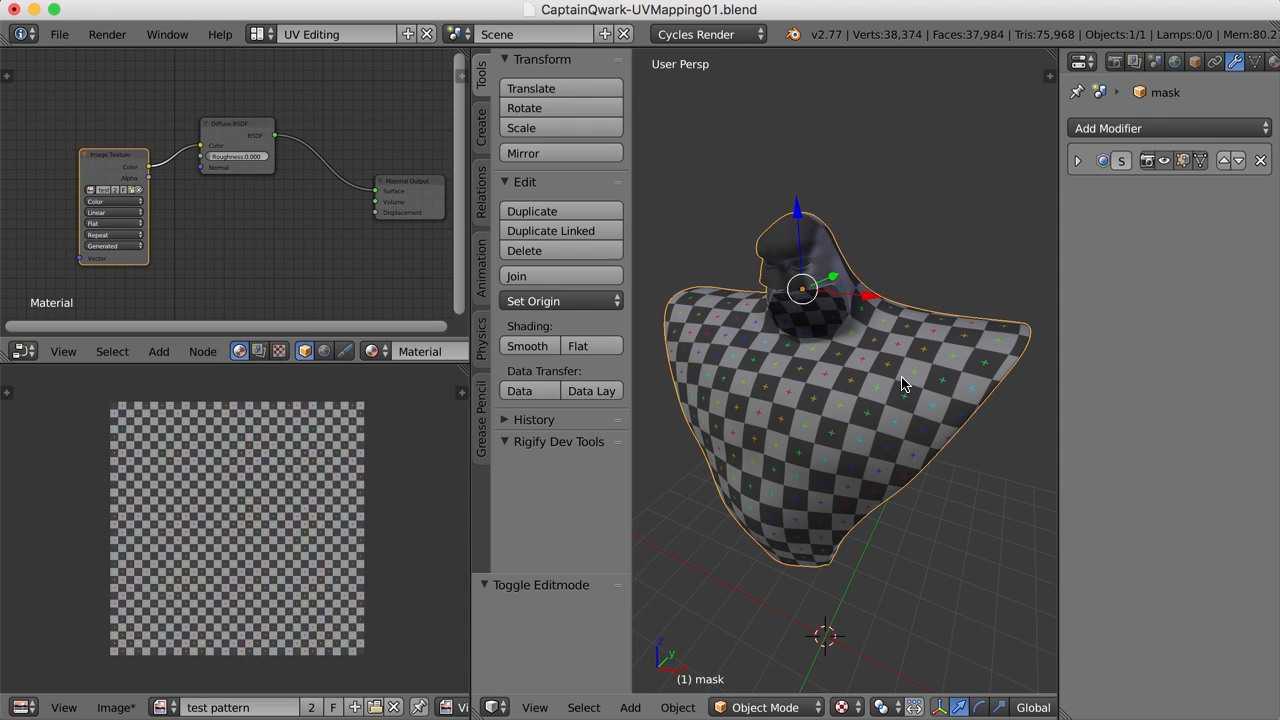 CaptainQwark-UVMapping01.blend
File Render Window Help UV Editing Scene Cycles Render v2.77 | Verts:38,374 | Faces:37,984 | Tris:75,968 | Objects:1/1 | Lamps:0/0 | Mem:80.2
Diffuse BSDF
BSDF
Color
Roughness:0.000
Normal
Image Texture
Color
Alpha
test 2 F
Color
Linear
Flat
Repeat
Generated
Vector
Material Output
Surface
Volume
Displacement
Material
View Select Add Node Material
View Image* test pattern 2 F Vi
Tools
Create
Relations
Animation
Physics
Grease Pencil
Transform
Translate
Rotate
Scale
Mirror
Edit
Duplicate
Duplicate Linked
Delete
Join
Set Origin
Shading:
Smooth Flat
Data Transfer:
Data Data Lay
History
Rigify Dev Tools
Toggle Editmode
User Persp
z
y
(1) mask
View Select Add Object Object Mode Global
mask
Add Modifier
S